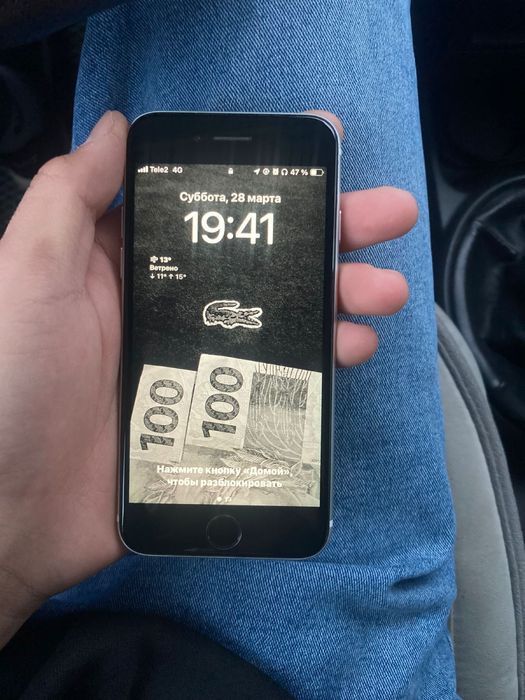 Tele2 4G 47 %
Суббота, 28 марта
19:41
13°
Ветрено
↓ 11° ↑ 15°
100
100
Нажмите кнопку «Домой»,
чтобы разблокировать